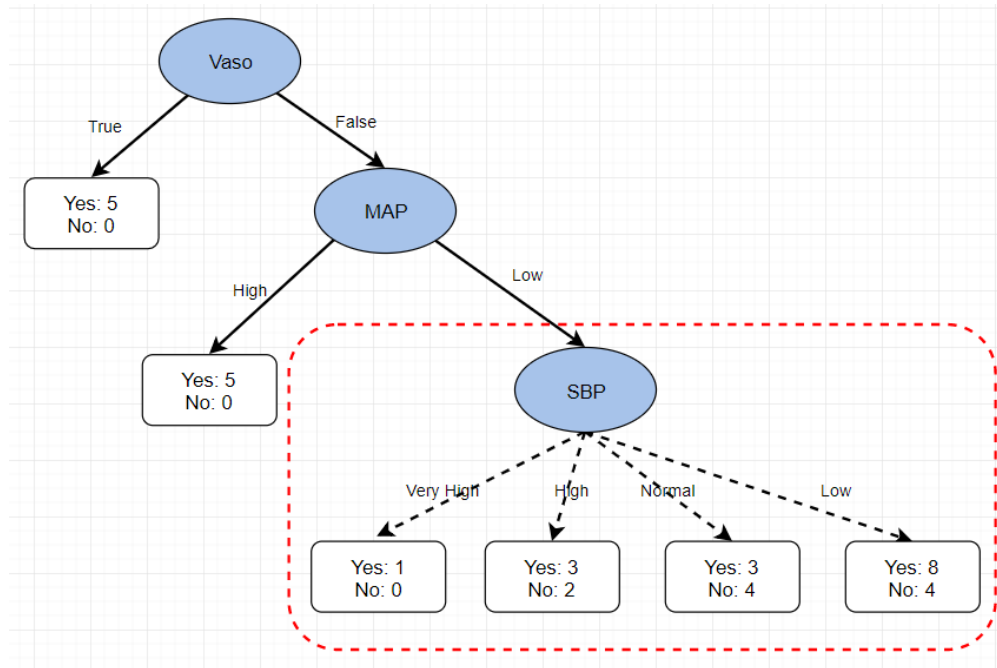 Vaso
True
False
Yes: 5
No: 0
MAP
High
Low
Yes: 5
No: 0
SBP
Very High
High
Normal
Low
Yes: 1
No: 0
Yes: 3
No: 2
Yes: 3
No: 4
Yes: 8
No: 4